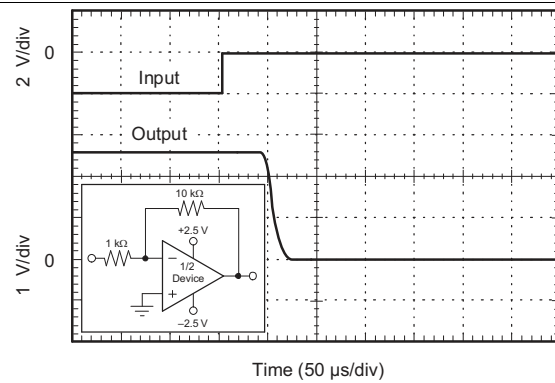 2 V/div
0
Input
Output
1 V/div
0
10 kΩ
1 kΩ
+2.5 V
−
1/2
Device
+
−2.5 V
Time (50 µs/div)